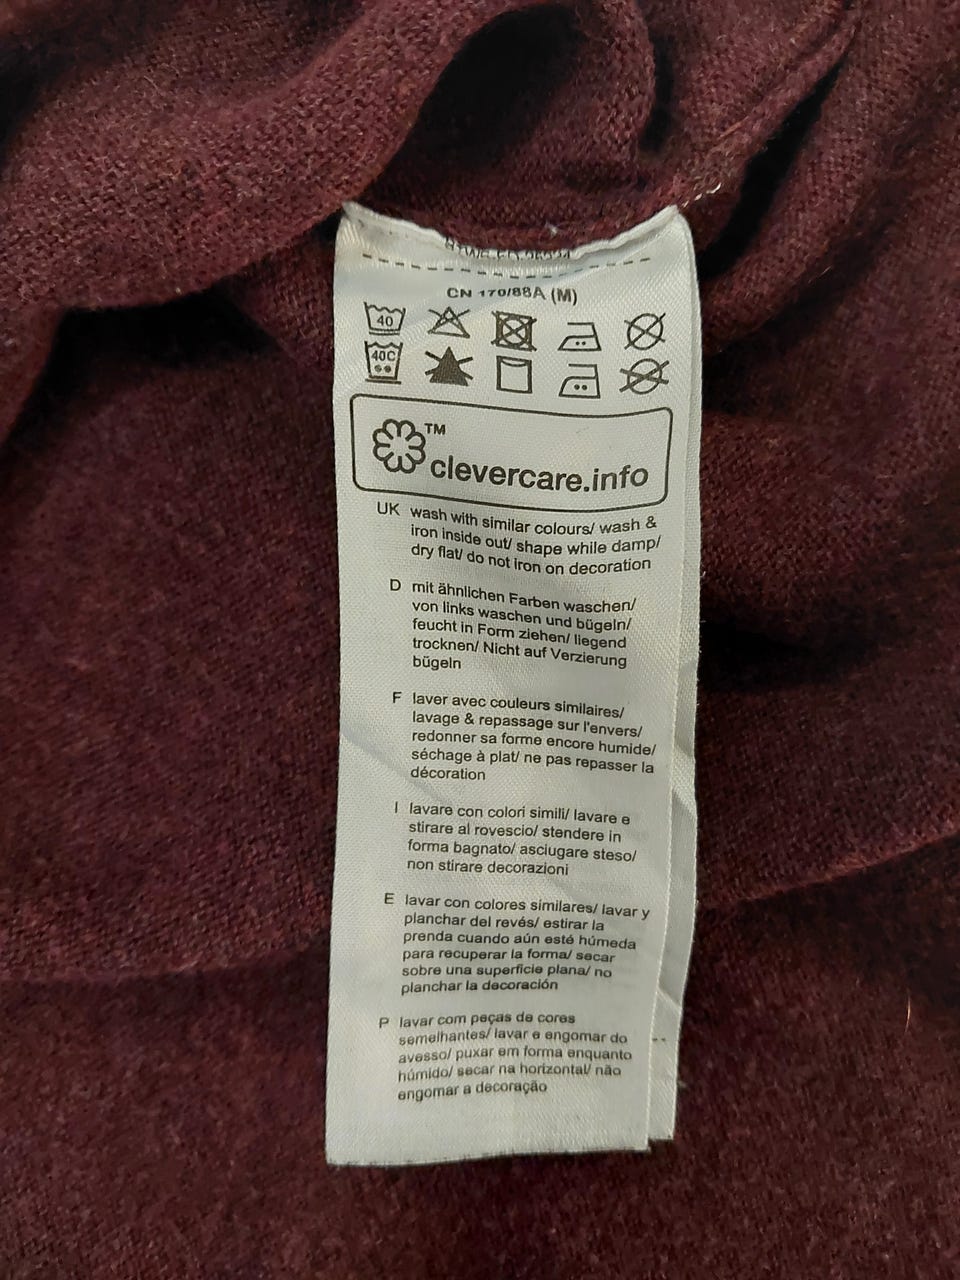 CN 170/88A (M)
40
40C
TM
clevercare.info
UK wash with similar colours/ wash &
iron inside out/ shape while damp/
dry flat/ do not iron on decoration
D mit ähnlichen Farben waschen/
von links waschen und bügeln/
feucht in Form ziehen/ liegend
trocknen/ Nicht auf Verzierung
bügeln
F laver avec couleurs similaires/
lavage & repassage sur l'envers/
redonner sa forme encore humide/
séchage à plat/ ne pas repasser la
décoration
I lavare con colori simili/ lavare e
stirare al rovescio/ stendere in
forma bagnato/ asciugare steso/
non stirare decorazioni
E lavar con colores similares/ lavar y
planchar del revés/ estirar la
prenda cuando aún esté húmeda
para recuperar la forma/ secar
sobre una superficie plana/ no
planchar la decoración
P lavar com peças de cores
semelhantes/ lavar e engomar do
avesso/ puxar em forma enquanto
húmido/ secar na horizontal/ não
engomar a decoração